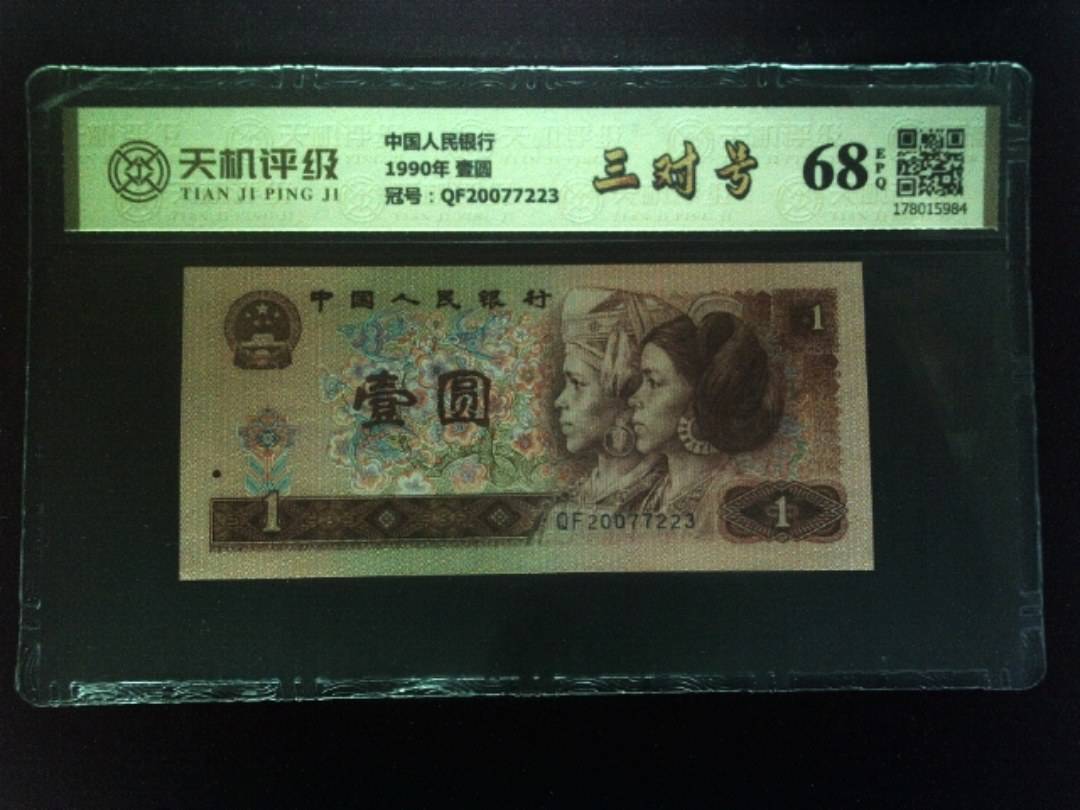 天机评级
TIAN JI PING JI
中国人民银行
1990年 壹圆
冠号：QF20077223
三对号
68
EPQ
178015984
中国人民银行
1
壹圆
1
QF20077223
1